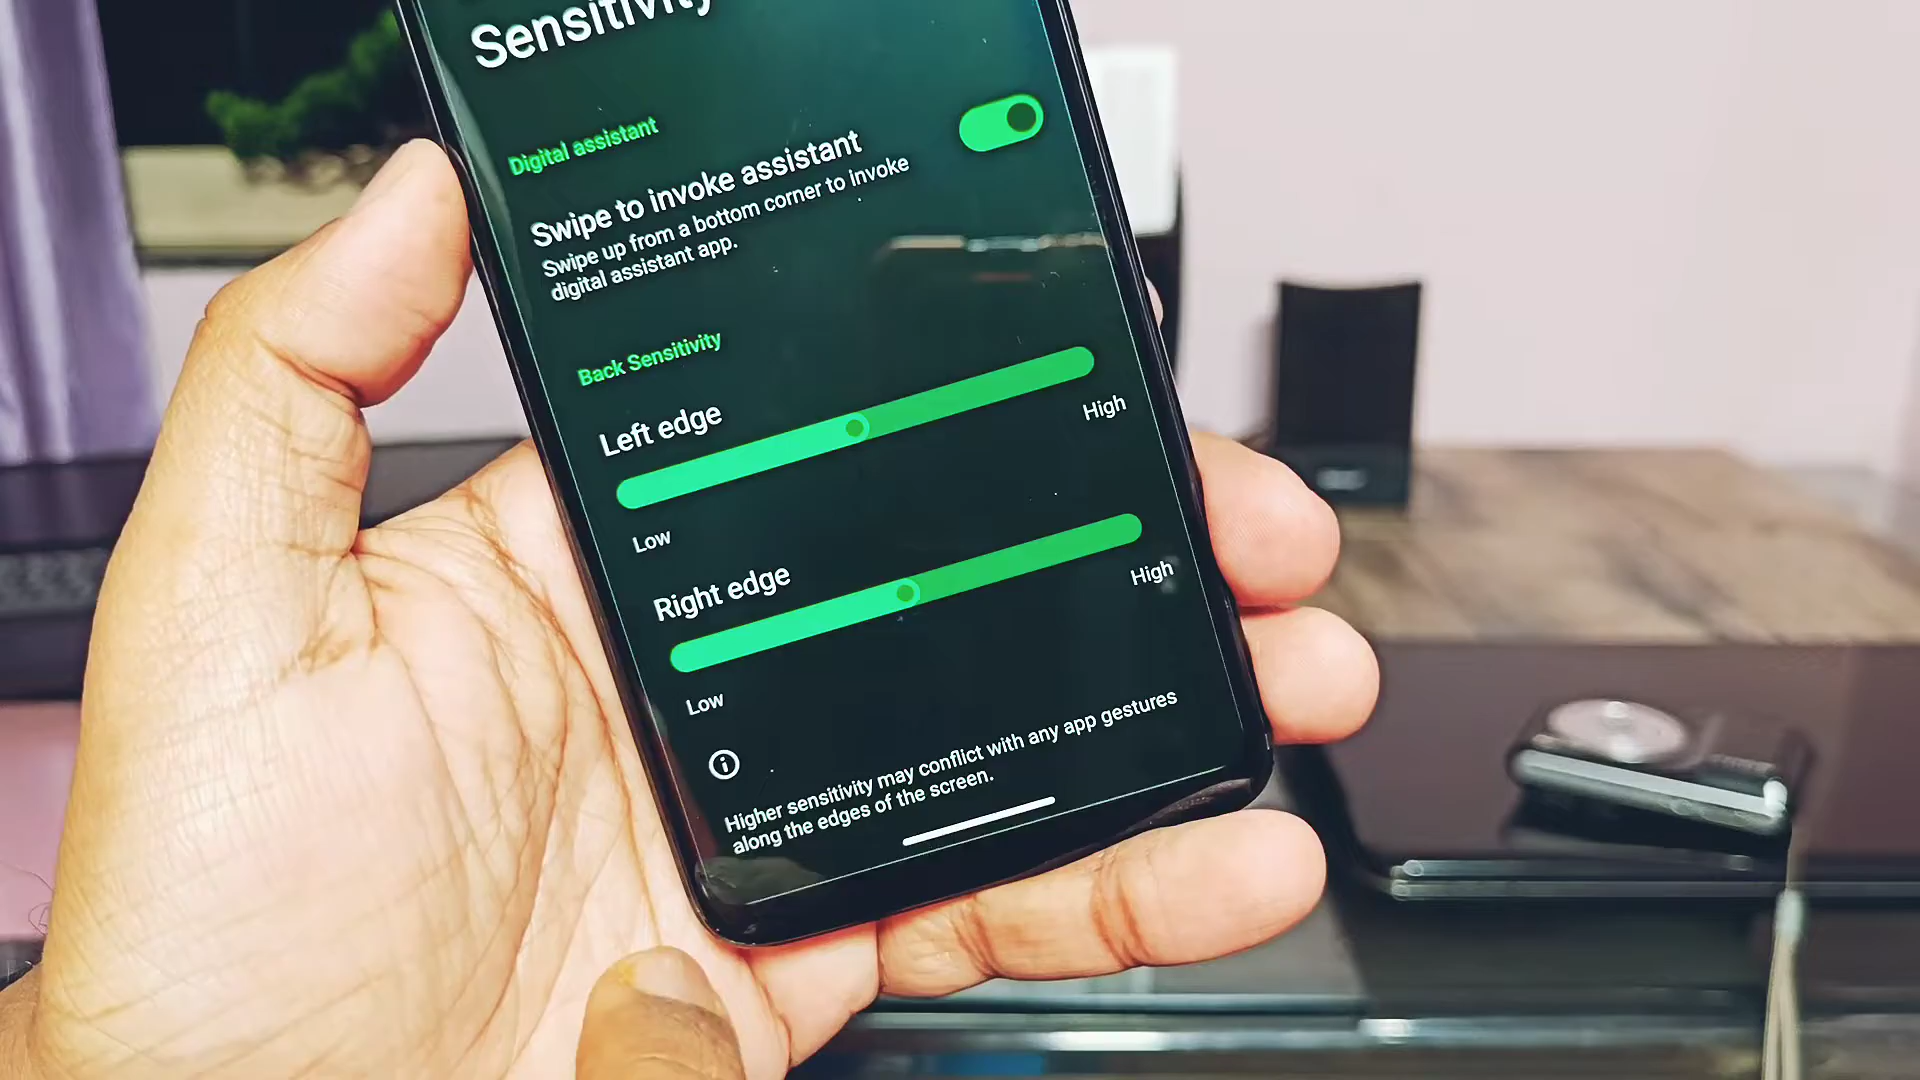 Sensitivity
Digital assistant
Swipe to invoke assistant
Swipe up from a bottom corner to invoke
digital assistant app.
Back Sensitivity
Left edge
Low
High
Right edge
Low
High
Higher sensitivity may conflict with any app gestures
along the edges of the screen.